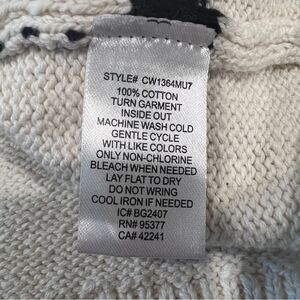 STYLE# CW1364MU7
100% COTTON
TURN GARMENT
INSIDE OUT
MACHINE WASH COLD
GENTLE CYCLE
WITH LIKE COLORS
ONLY NON-CHLORINE
BLEACH WHEN NEEDED
LAY FLAT TO DRY
DO NOT WRING
COOL IRON IF NEEDED
IC# BG2407
RN# 95377
CA# 42241